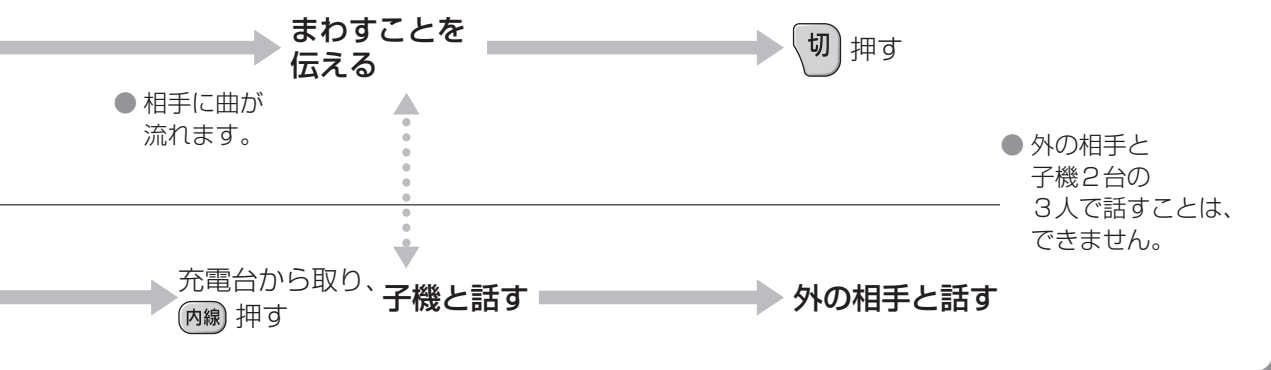 まわすことを
伝える
切 押す
● 相手に曲が
流れます。
● 外の相手と
子機２台の
３人で話すことは、
できません。
充電台から取り、
内線 押す
子機と話す
外の相手と話す